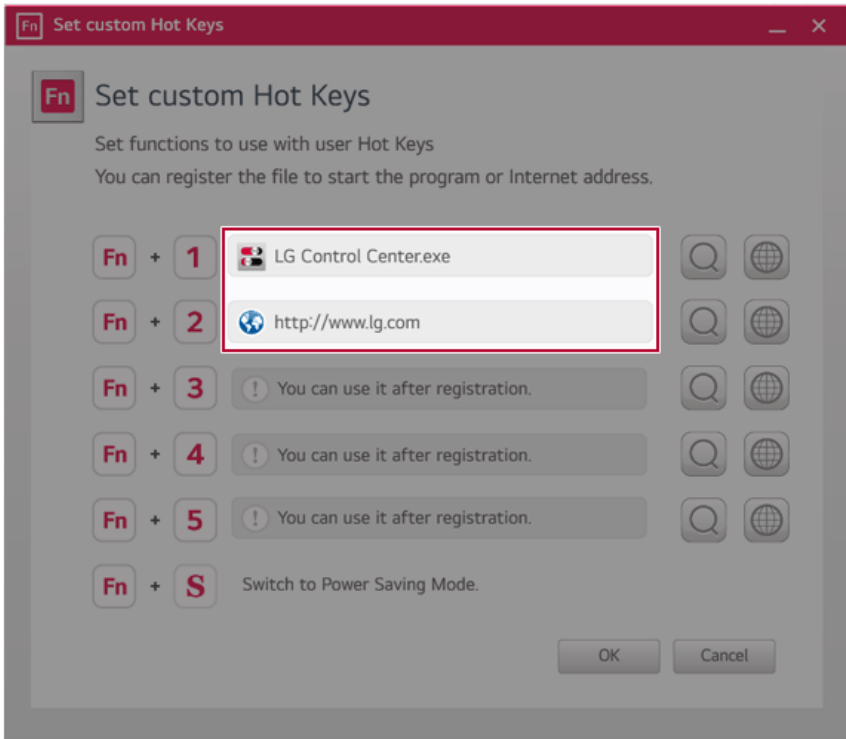 Fn Set custom Hot Keys
Fn Set custom Hot Keys
Set functions to use with user Hot Keys
You can register the file to start the program or Internet address.
Fn + 1 LG Control Center.exe
Fn + 2 http://www.lg.com
Fn + 3 ! You can use it after registration.
Fn + 4 ! You can use it after registration.
Fn + 5 ! You can use it after registration.
Fn + S Switch to Power Saving Mode.
OK Cancel